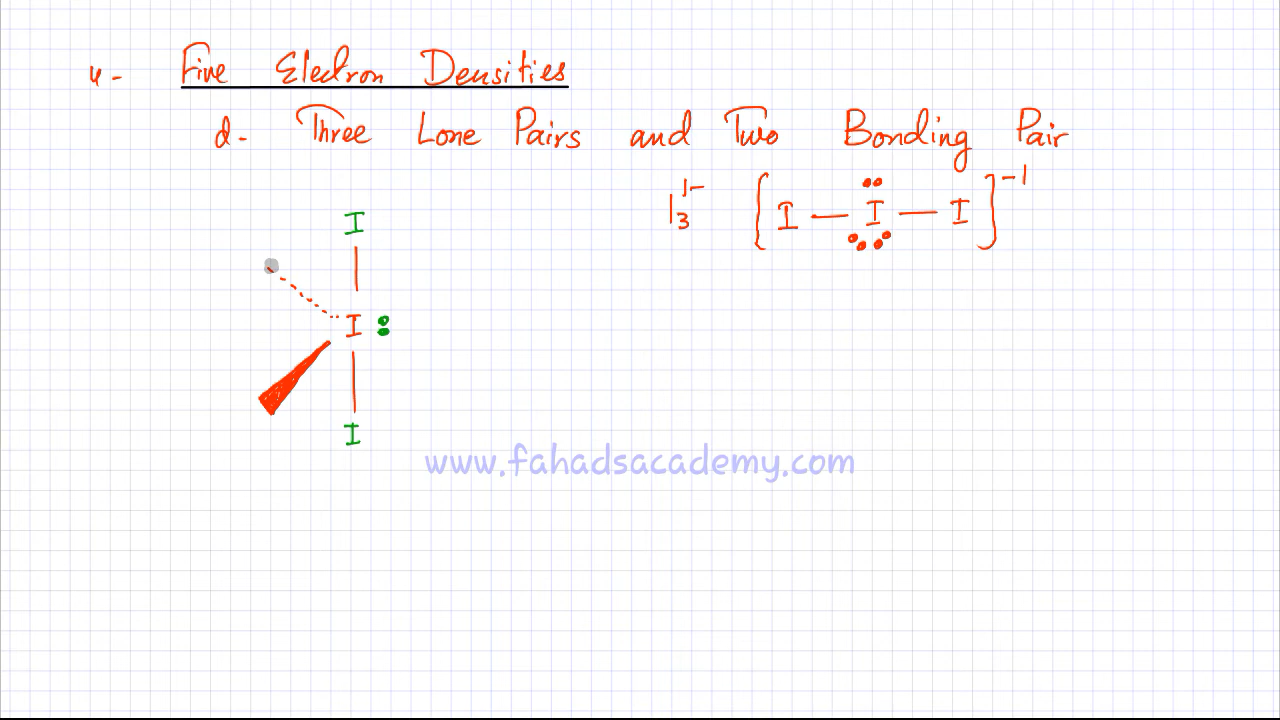 4- Five Electron Densities
d- Three Lone Pairs and Two Bonding Pair
I3 1- [I — I — I]-1
I
I
I
www.fahadsacademy.com